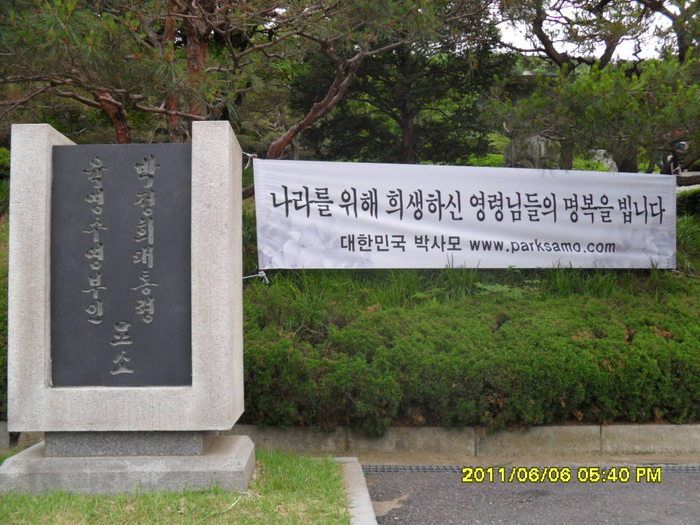 박정희대통령
육영수영부인
묘소
나라를 위해 희생하신 영령님들의 명복을 빕니다
대한민국 박사모 www.parksamo.com
2011/06/06 05:40 PM